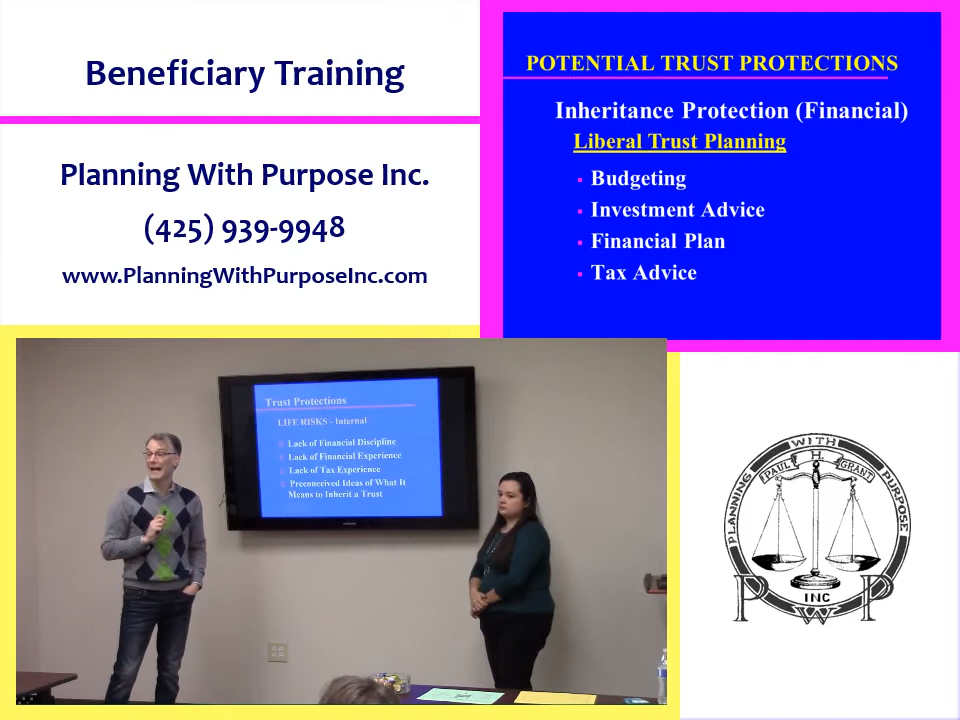 Beneficiary Training
Planning With Purpose Inc.
(425) 939-9948
www.PlanningWithPurposeInc.com
POTENTIAL TRUST PROTECTIONS
Inheritance Protection (Financial)
Liberal Trust Planning
▪ Budgeting
▪ Investment Advice
▪ Financial Plan
▪ Tax Advice
Trust Protections
LIFE RISKS - Internal
Lack of Financial Discipline
Lack of Financial Experience
Lack of Tax Experience
Preconceived Ideas of What It
Means to Inherit a Trust
PLANNING WITH PURPOSE
PAUL H. GRANT
INC
P W P